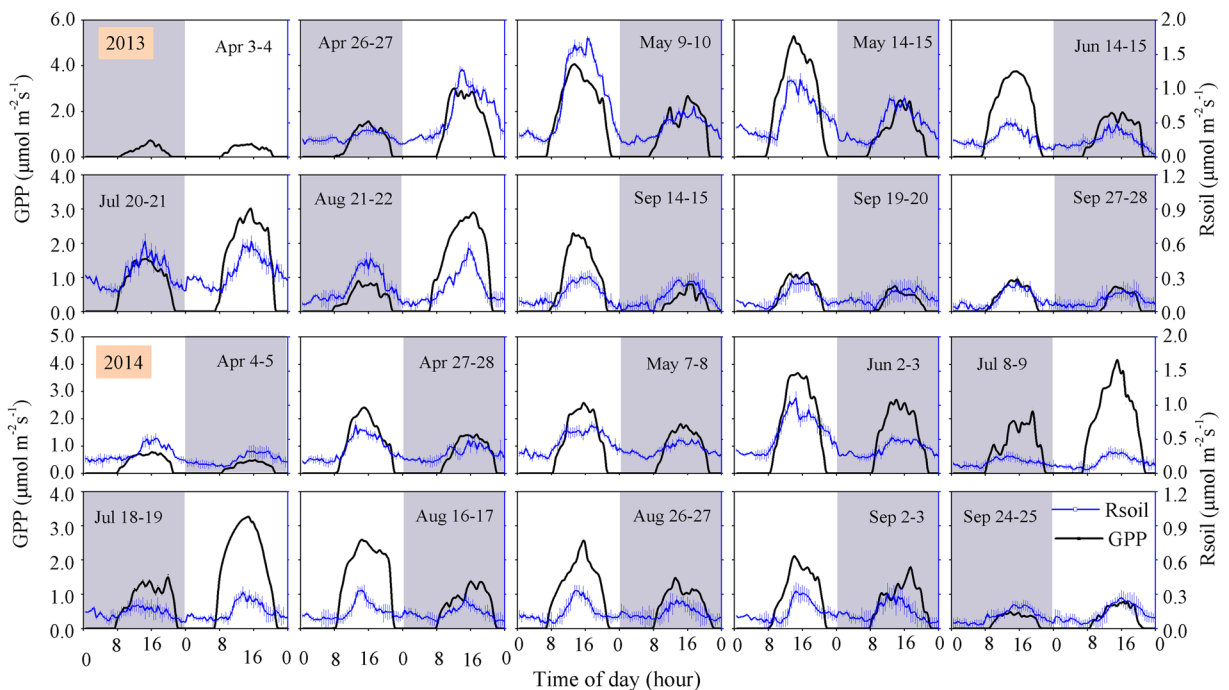 2013
Apr 3-4
Apr 26-27
May 9-10
May 14-15
Jun 14-15
6.0
4.0
2.0
0.0
2.0
1.5
1.0
0.5
0.0
GPP (μmol m⁻²s⁻¹)
Rsoil (μmol m⁻²s⁻¹)
Jul 20-21
Aug 21-22
Sep 14-15
Sep 19-20
Sep 27-28
4.0
3.0
2.0
1.0
0.0
1.2
0.9
0.6
0.3
0.0
2014
Apr 4-5
Apr 27-28
May 7-8
Jun 2-3
Jul 8-9
5.0
4.0
3.0
2.0
1.0
0.0
2.0
1.5
1.0
0.5
0.0
GPP (μmol m⁻²s⁻¹)
Rsoil (μmol m⁻²s⁻¹)
Jul 18-19
Aug 16-17
Aug 26-27
Sep 2-3
Sep 24-25
Rsoil
GPP
4.0
3.0
2.0
1.0
0.0
1.2
0.9
0.6
0.3
0.0
0 8 16 0 8 16 0 8 16 0 8 16 0 8 16 0 8 16 0 8 16 0 8 16 0 8 16 0 8 16 0
Time of day (hour)